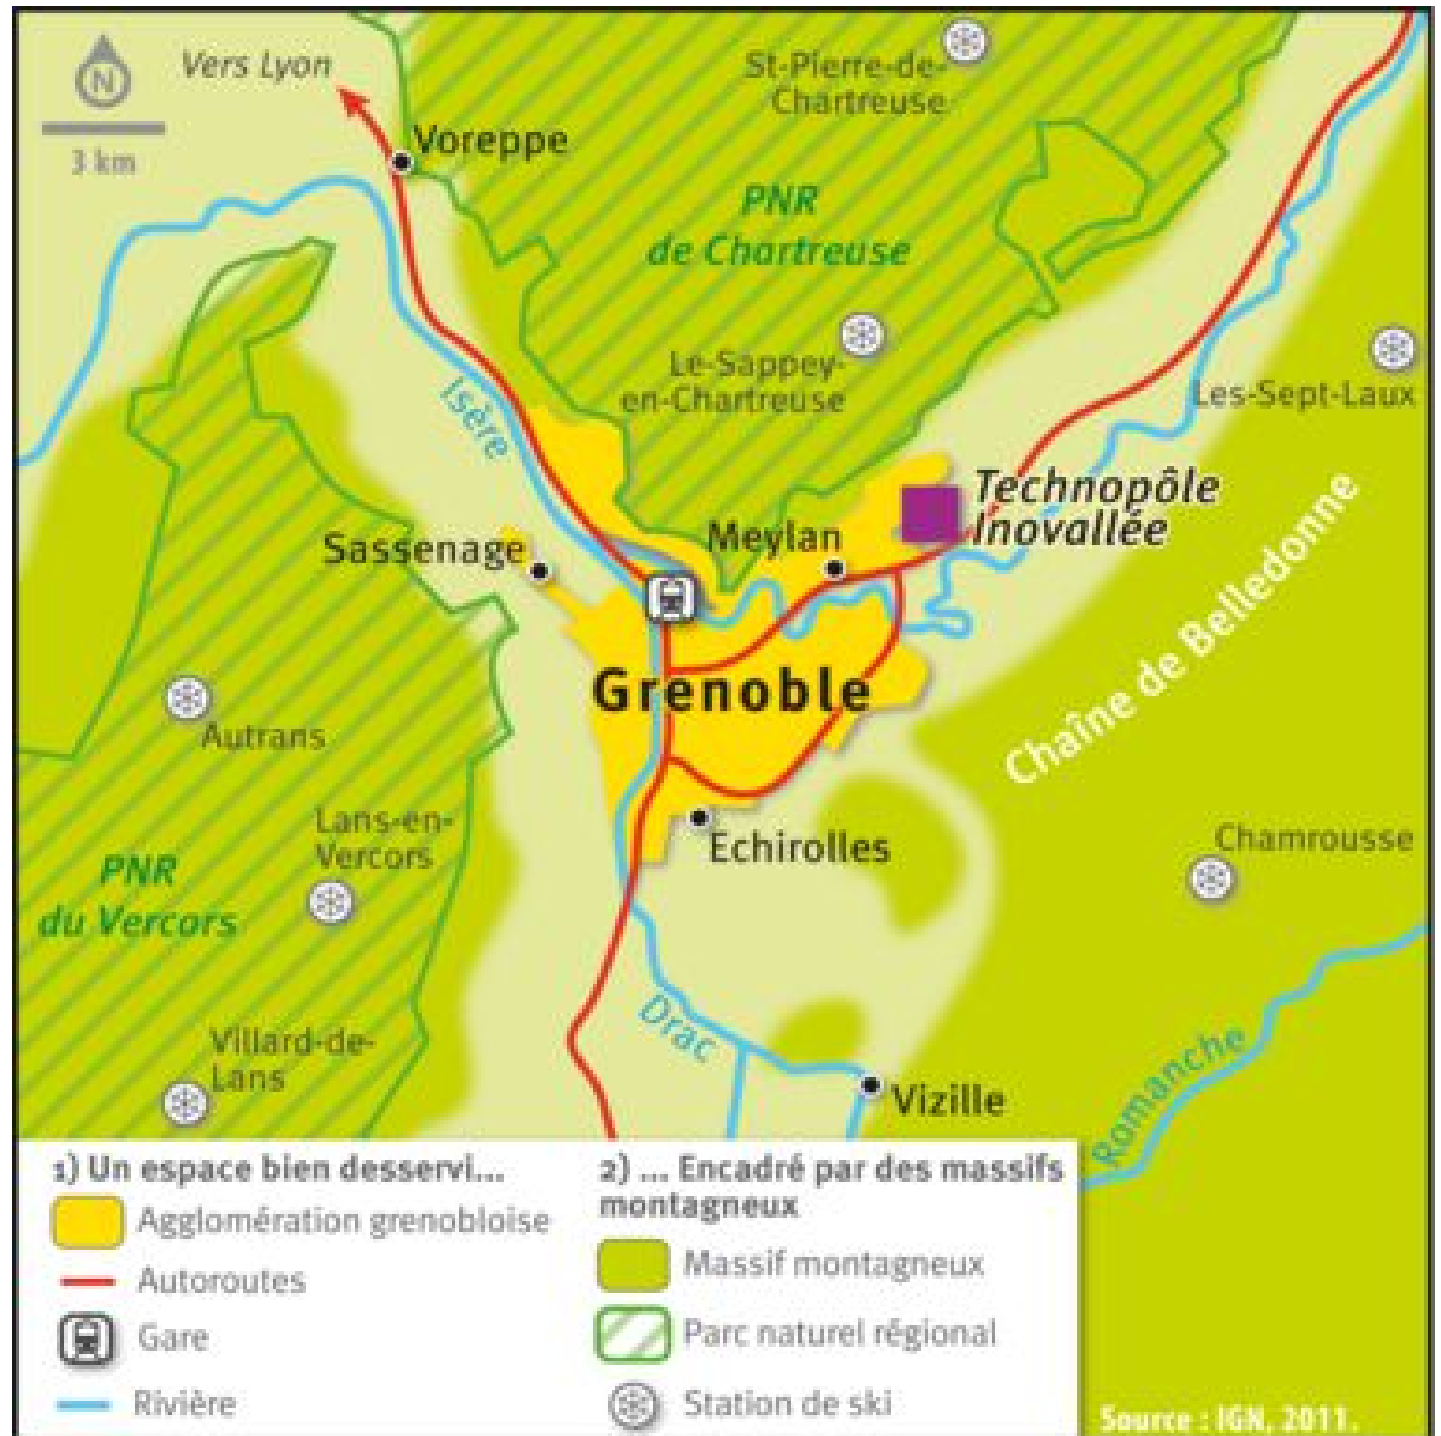 N
3 km
Vers Lyon
Voreppe
St-Pierre-de-
Chartreuse
PNR
de Chartreuse
Le-Sappey-
en-Chartreuse
Les-Sept-Laux
Isère
Technopôle
Inovallée
Meylan
Sassenage
Grenoble
Chaîne de Belledonne
Autrans
Lans-en-
Vercors
PNR
du Vercors
Echirolles
Chamrousse
Drac
Villard-de-
Lans
Vizille
Romanche
1) Un espace bien desservi...
Agglomération grenobloise
Autoroutes
Gare
Rivière
2) ... Encadré par des massifs
montagneux
Massif montagneux
Parc naturel régional
Station de ski
Source : IGN, 2011.